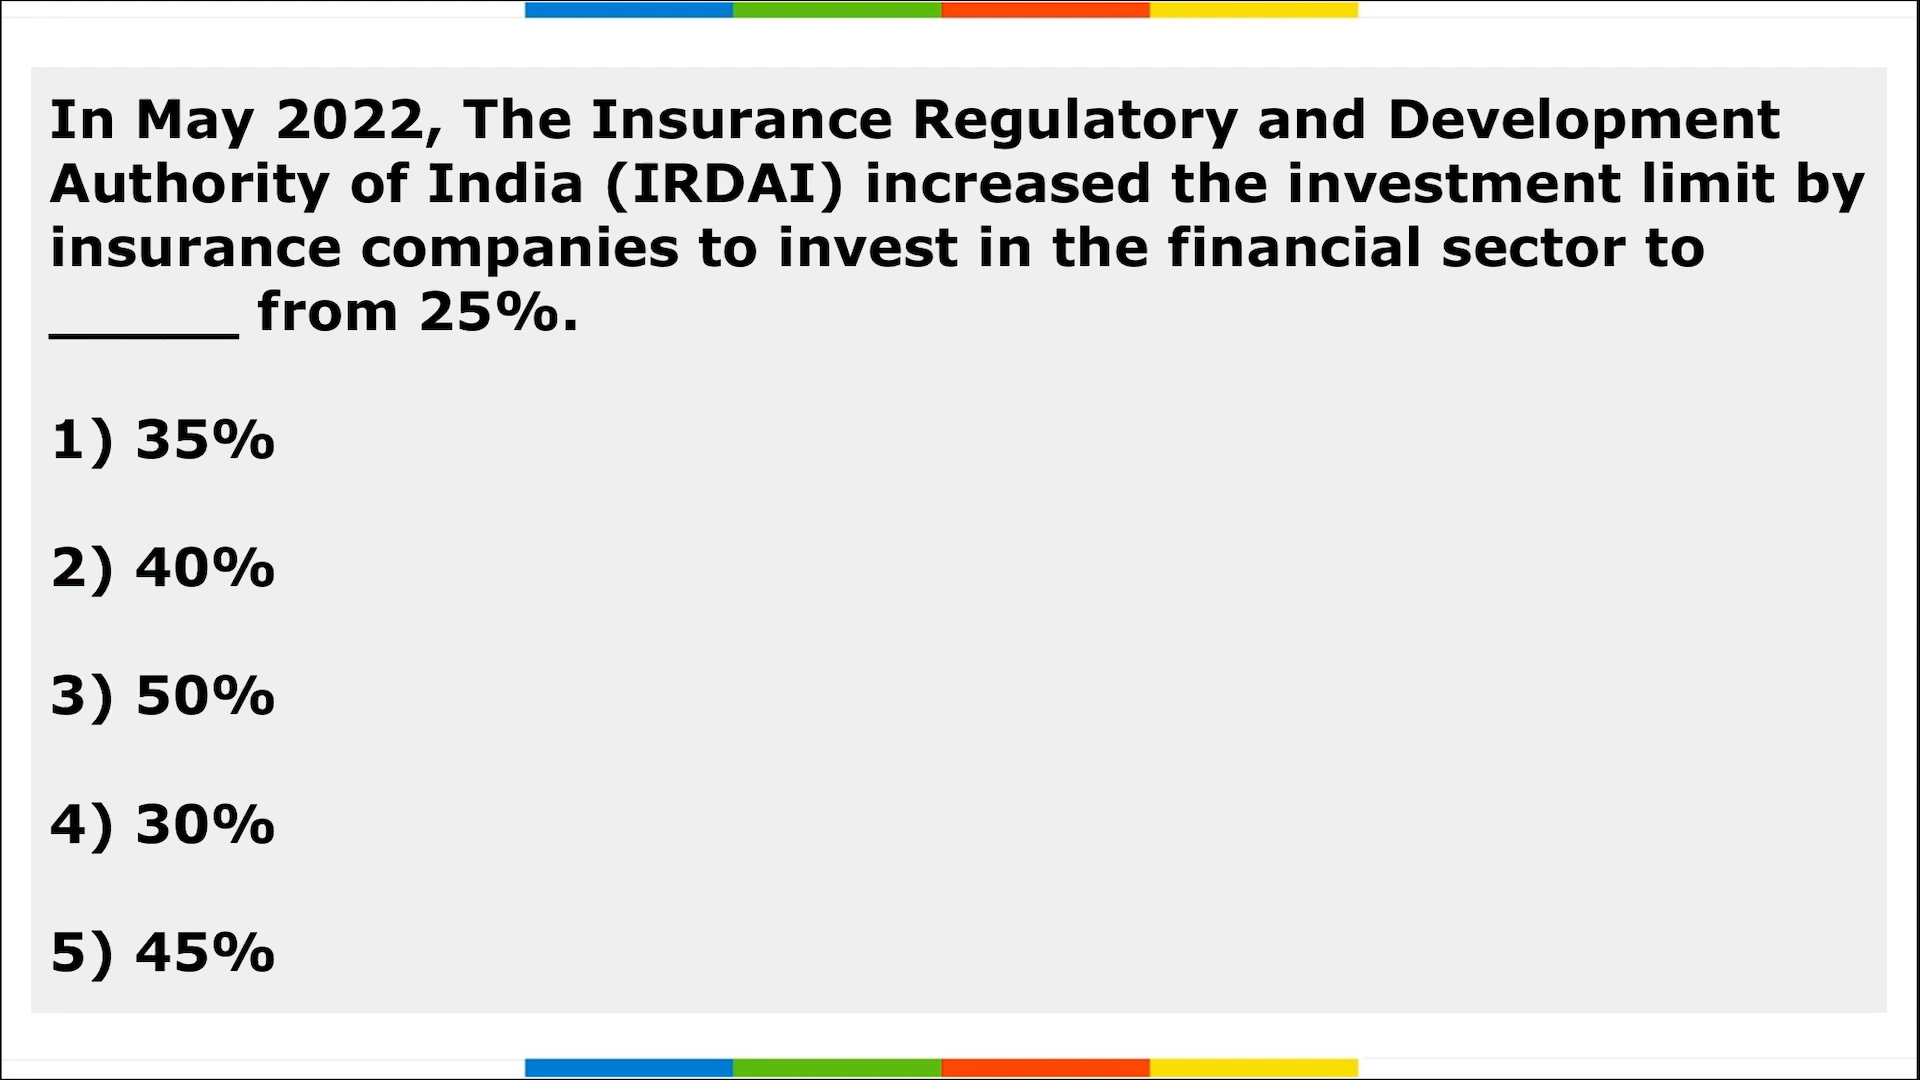 In May 2022, The Insurance Regulatory and Development
Authority of India (IRDAI) increased the investment limit by
insurance companies to invest in the financial sector to
______ from 25%.
1) 35%
2) 40%
3) 50%
4) 30%
5) 45%